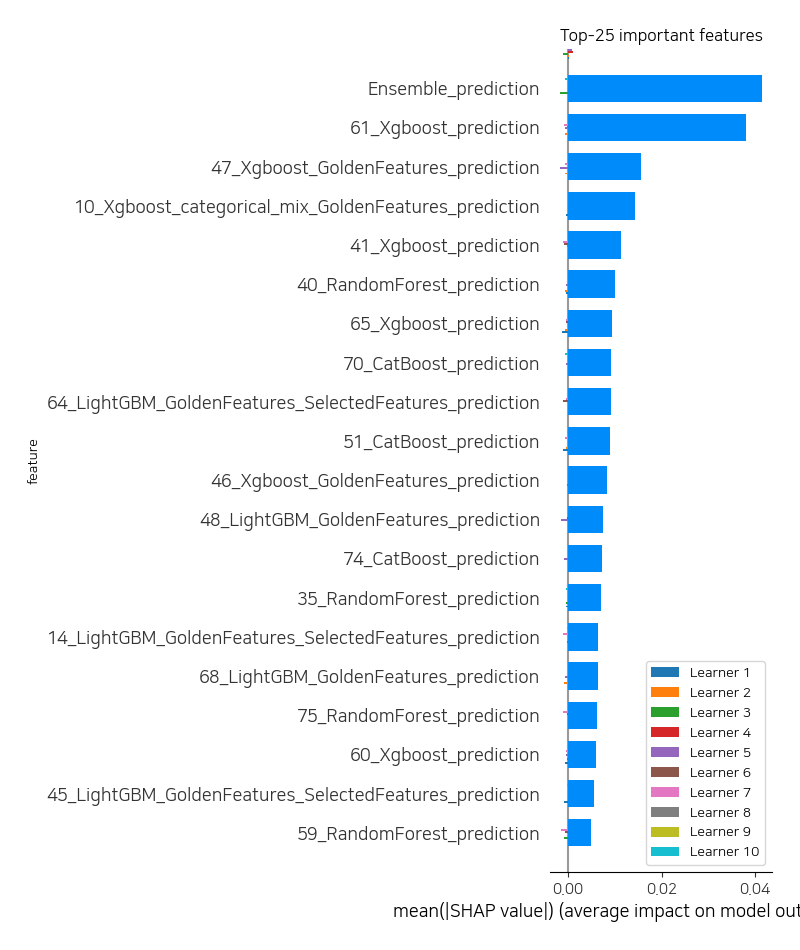 Top-25 important features
Ensemble_prediction
61_Xgboost_prediction
47_Xgboost_GoldenFeatures_prediction
10_Xgboost_categorical_mix_GoldenFeatures_prediction
41_Xgboost_prediction
40_RandomForest_prediction
65_Xgboost_prediction
70_CatBoost_prediction
64_LightGBM_GoldenFeatures_SelectedFeatures_prediction
51_CatBoost_prediction
46_Xgboost_GoldenFeatures_prediction
48_LightGBM_GoldenFeatures_prediction
74_CatBoost_prediction
35_RandomForest_prediction
14_LightGBM_GoldenFeatures_SelectedFeatures_prediction
68_LightGBM_GoldenFeatures_prediction
75_RandomForest_prediction
60_Xgboost_prediction
45_LightGBM_GoldenFeatures_SelectedFeatures_prediction
59_RandomForest_prediction
feature
Learner 1
Learner 2
Learner 3
Learner 4
Learner 5
Learner 6
Learner 7
Learner 8
Learner 9
Learner 10
0.00 0.02 0.04
mean(|SHAP value|) (average impact on model out